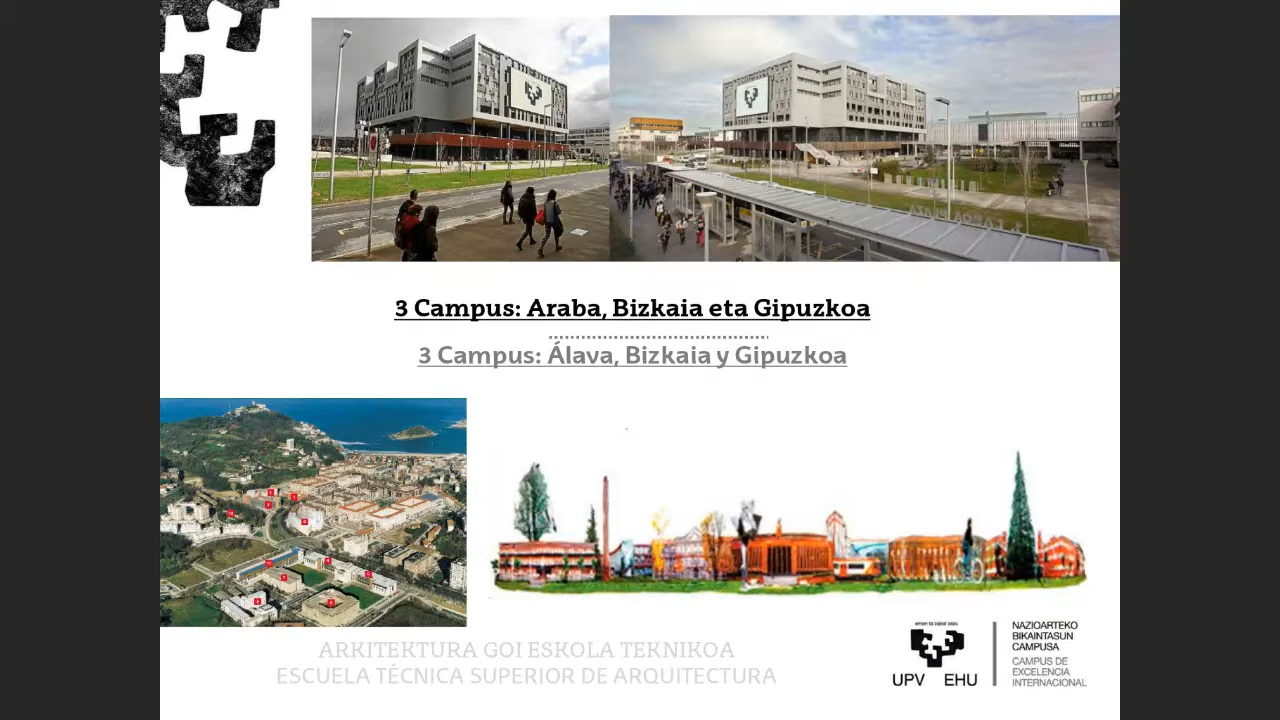 3 Campus: Araba, Bizkaia eta Gipuzkoa
3 Campus: Álava, Bizkaia y Gipuzkoa
ARKITEKTURA GOI ESKOLA TEKNIKOA
ESCUELA TÉCNICA SUPERIOR DE ARQUITECTURA
eman ta zabal zazu
UPV EHU
NAZIOARTEKO
BIKAINTASUN
CAMPUSA
CAMPUS DE
EXCELENCIA
INTERNACIONAL